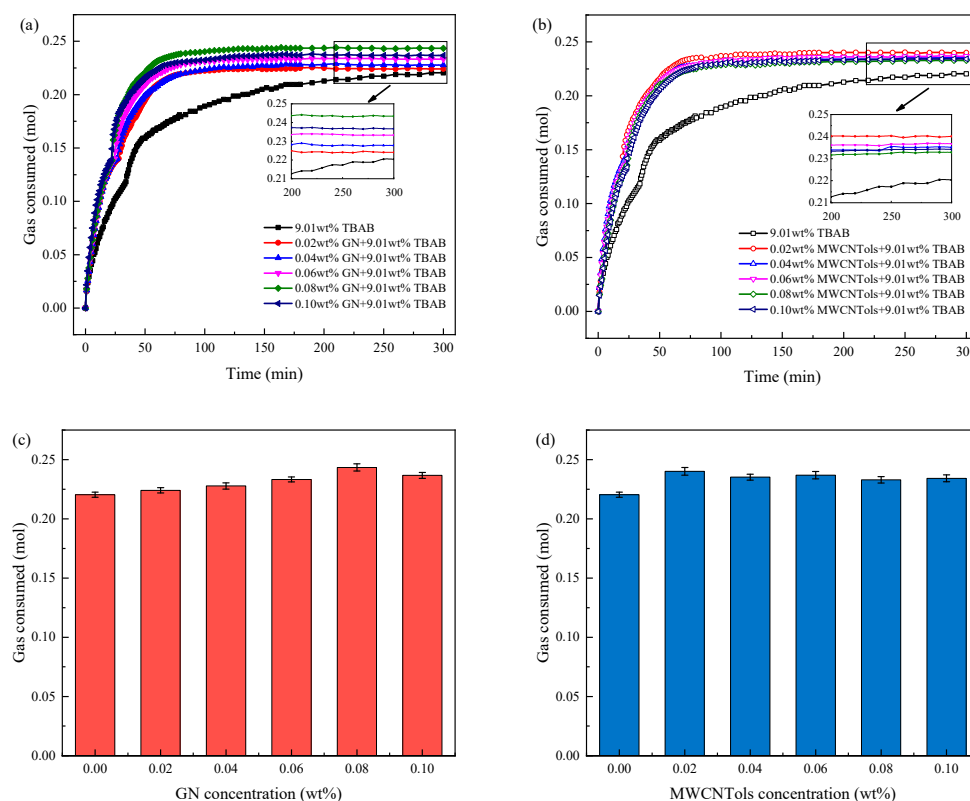 (a)
0.30
0.25
0.20
0.15
0.10
0.05
0.00
Gas consumed (mol)
0.25
0.24
0.23
0.22
0.21
200 250 300
9.01wt% TBAB
0.02wt% GN+9.01wt% TBAB
0.04wt% GN+9.01wt% TBAB
0.06wt% GN+9.01wt% TBAB
0.08wt% GN+9.01wt% TBAB
0.10wt% GN+9.01wt% TBAB
0 50 100 150 200 250 300
Time (min)
(b)
0.30
0.25
0.20
0.15
0.10
0.05
0.00
Gas consumed (mol)
0.25
0.24
0.23
0.22
0.21
200 250 300
9.01wt% TBAB
0.02wt% MWCNTols+9.01wt% TBAB
0.04wt% MWCNTols+9.01wt% TBAB
0.06wt% MWCNTols+9.01wt% TBAB
0.08wt% MWCNTols+9.01wt% TBAB
0.10wt% MWCNTols+9.01wt% TBAB
0 50 100 150 200 250 300
Time (min)
(c)
0.25
0.20
0.15
0.10
0.05
0.00
Gas consumed (mol)
0.00 0.02 0.04 0.06 0.08 0.10
GN concentration (wt%)
(d)
0.25
0.20
0.15
0.10
0.05
0.00
Gas consumed (mol)
0.00 0.02 0.04 0.06 0.08 0.10
MWCNTols concentration (wt%)